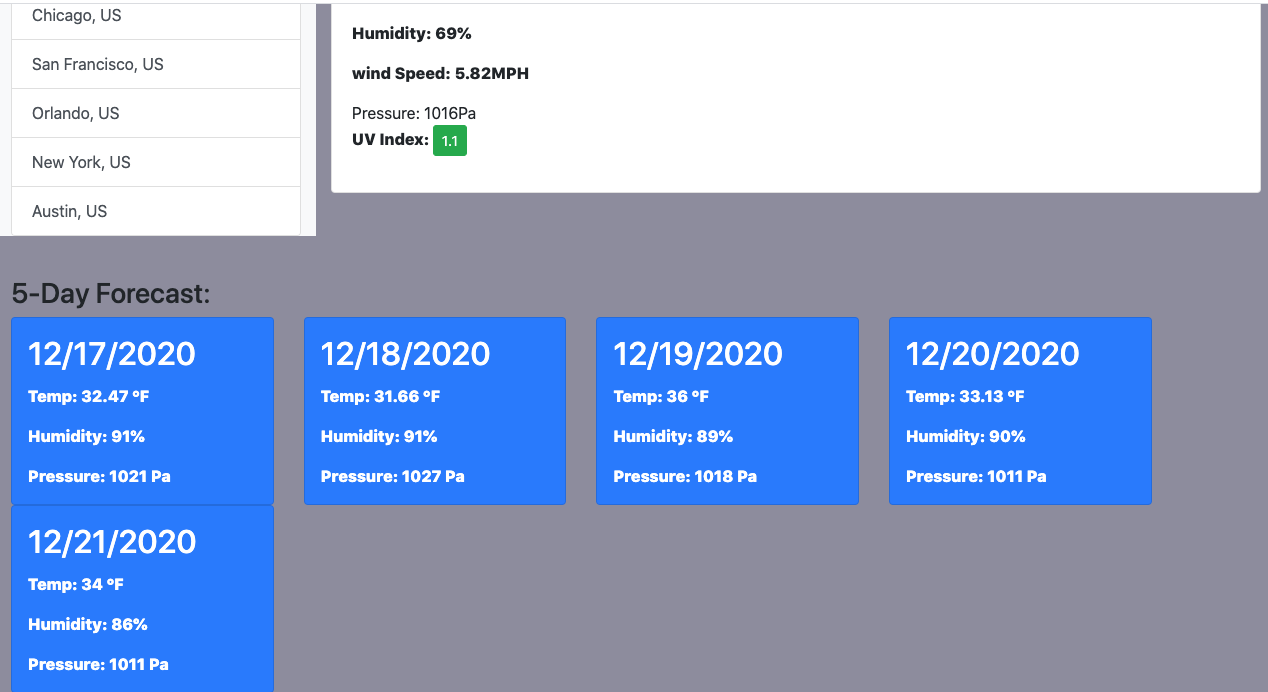 Chicago, US
San Francisco, US
Orlando, US
New York, US
Austin, US
Humidity: 69%
wind Speed: 5.82MPH
Pressure: 1016Pa
UV Index: 1.1
5-Day Forecast:
12/17/2020
Temp: 32.47 °F
Humidity: 91%
Pressure: 1021 Pa
12/18/2020
Temp: 31.66 °F
Humidity: 91%
Pressure: 1027 Pa
12/19/2020
Temp: 36 °F
Humidity: 89%
Pressure: 1018 Pa
12/20/2020
Temp: 33.13 °F
Humidity: 90%
Pressure: 1011 Pa
12/21/2020
Temp: 34 °F
Humidity: 86%
Pressure: 1011 Pa